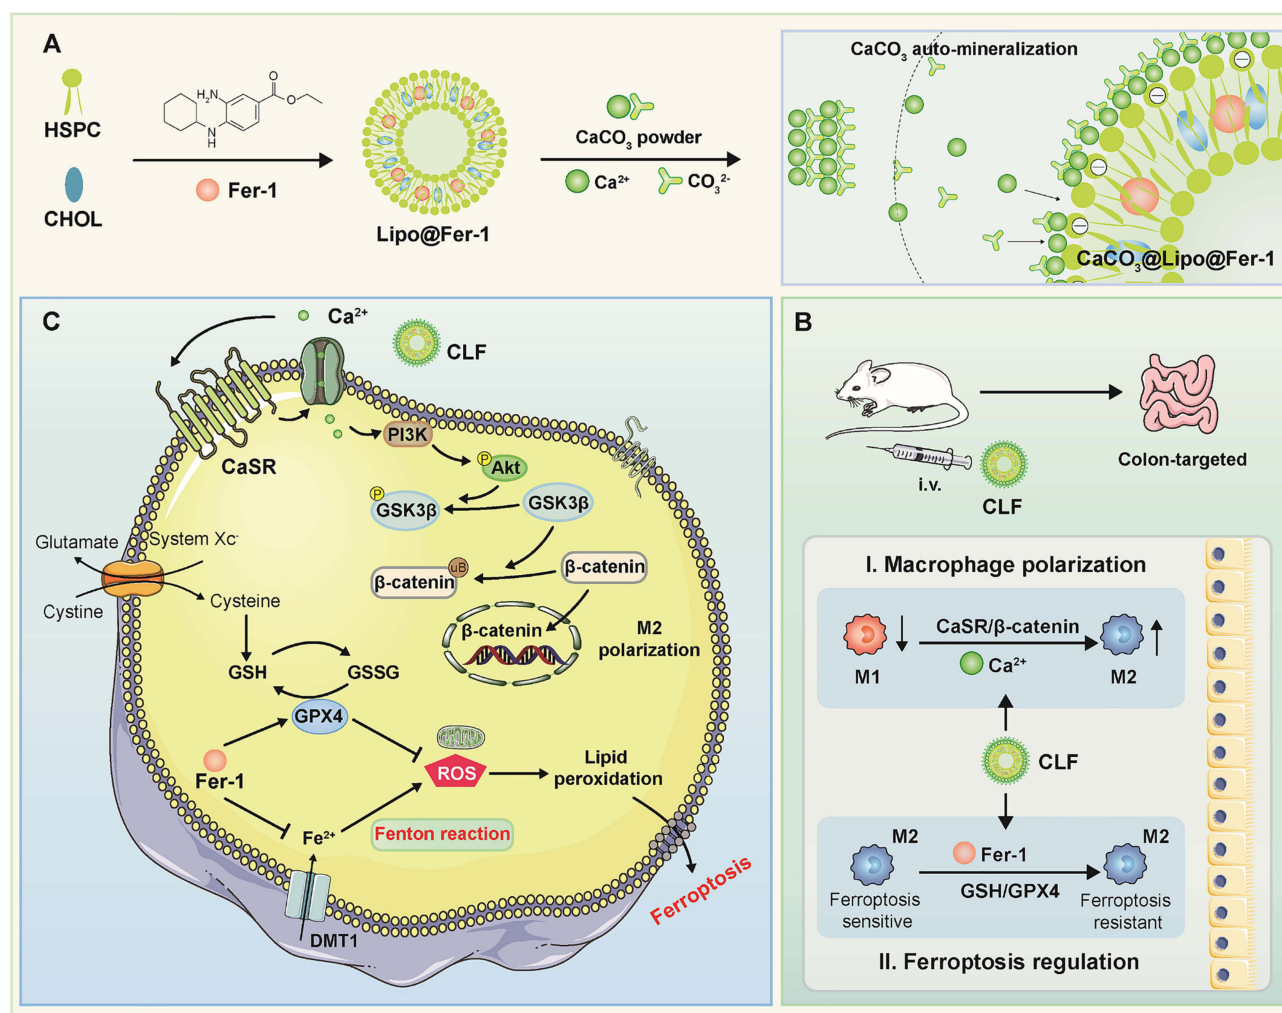 A
HSPC
CHOL
H₂N
O
O
N
H
Fer-1
Lipo@Fer-1
CaCO₃ powder
Ca²⁺
CO₃²⁻
CaCO₃ auto-mineralization
CaCO₃@Lipo@Fer-1
C
Ca²⁺
CLF
CaSR
PI3K
P
Akt
P
GSK3β
GSK3β
uB
β-catenin
β-catenin
β-catenin
M2
polarization
Glutamate
System Xc⁻
Cystine
Cysteine
GSH
GSSG
GPX4
Fer-1
ROS
Lipid
peroxidation
Fe²⁺
Fenton reaction
DMT1
Ferroptosis
B
i.v.
CLF
Colon-targeted
I. Macrophage polarization
M1
CaSR/β-catenin
Ca²⁺
M2
CLF
M2
Ferroptosis
sensitive
Fer-1
GSH/GPX4
M2
Ferroptosis
resistant
II. Ferroptosis regulation